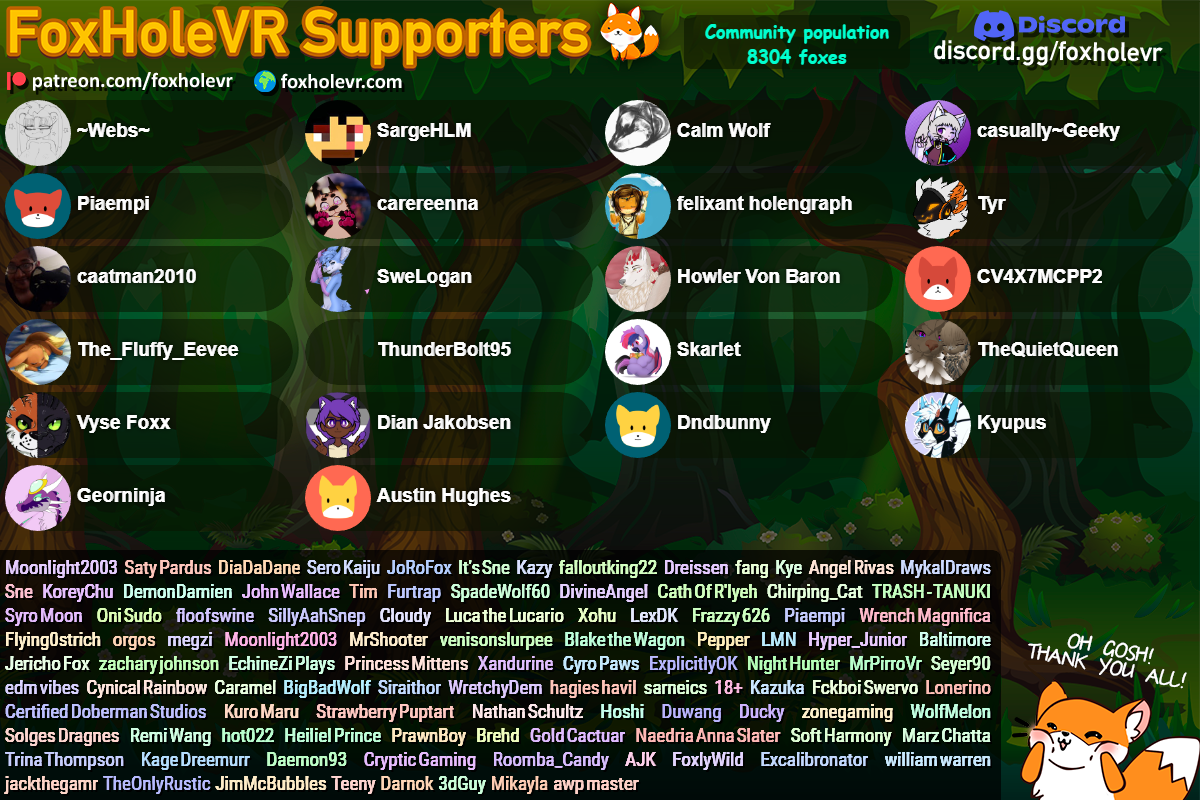 FoxHoleVR Supporters
Community population
8304 foxes
Discord
discord.gg/foxholevr
patreon.com/foxholevr
foxholevr.com
~Webs~
SargeHLM
Calm Wolf
casually~Geeky
Piaempi
carereenna
felixant holengraph
Tyr
caatman2010
SweLogan
Howler Von Baron
CV4X7MCPP2
The_Fluffy_Eevee
ThunderBolt95
Skarlet
TheQuietQueen
Vyse Foxx
Dian Jakobsen
Dndbunny
Kyupus
Georninja
Austin Hughes
Moonlight2003 Saty Pardus DiaDaDane Sero Kaiju JoRoFox It's Sne Kazy falloutking22 Dreissen fang Kye Angel Rivas MykalDraws
Sne KoreyChu DemonDamien John Wallace Tim Furtrap SpadeWolf60 DivineAngel Cath Of R'lyeh Chirping_Cat TRASH-TANUKI
Syro Moon Oni Sudo floofswine SillyAahSnep Cloudy Luca the Lucario Xohu LexDK Frazzy 626 Piaempi Wrench Magnifica
Flying0strich orgos megzi Moonlight2003 MrShooter venisonslurpee Blake the Wagon Pepper LMN Hyper_Junior Baltimore
Jericho Fox zachary johnson EchineZi Plays Princess Mittens Xandurine Cyro Paws ExplicitlyOK Night Hunter MrPirroVr Seyer90
edm vibes Cynical Rainbow Caramel BigBadWolf Siraithor WretchyDem hagies havil sarneics 18+ Kazuka Fckboi Swervo Lonerino
Certified Doberman Studios Kuro Maru Strawberry Puptart Nathan Schultz Hoshi Duwang Ducky zonegaming WolfMelon
Solges Dragnes Remi Wang hot022 Heiliel Prince PrawnBoy Brehd Gold Cactuar Naedria Anna Slater Soft Harmony Marz Chatta
Trina Thompson Kage Dreemurr Daemon93 Cryptic Gaming Roomba_Candy AJK FoxlyWild Excalibronator william warren
jackthegamr TheOnlyRustic JimMcBubbles Teeny Darnok 3dGuy Mikayla awp master
OH GOSH!
THANK YOU ALL!